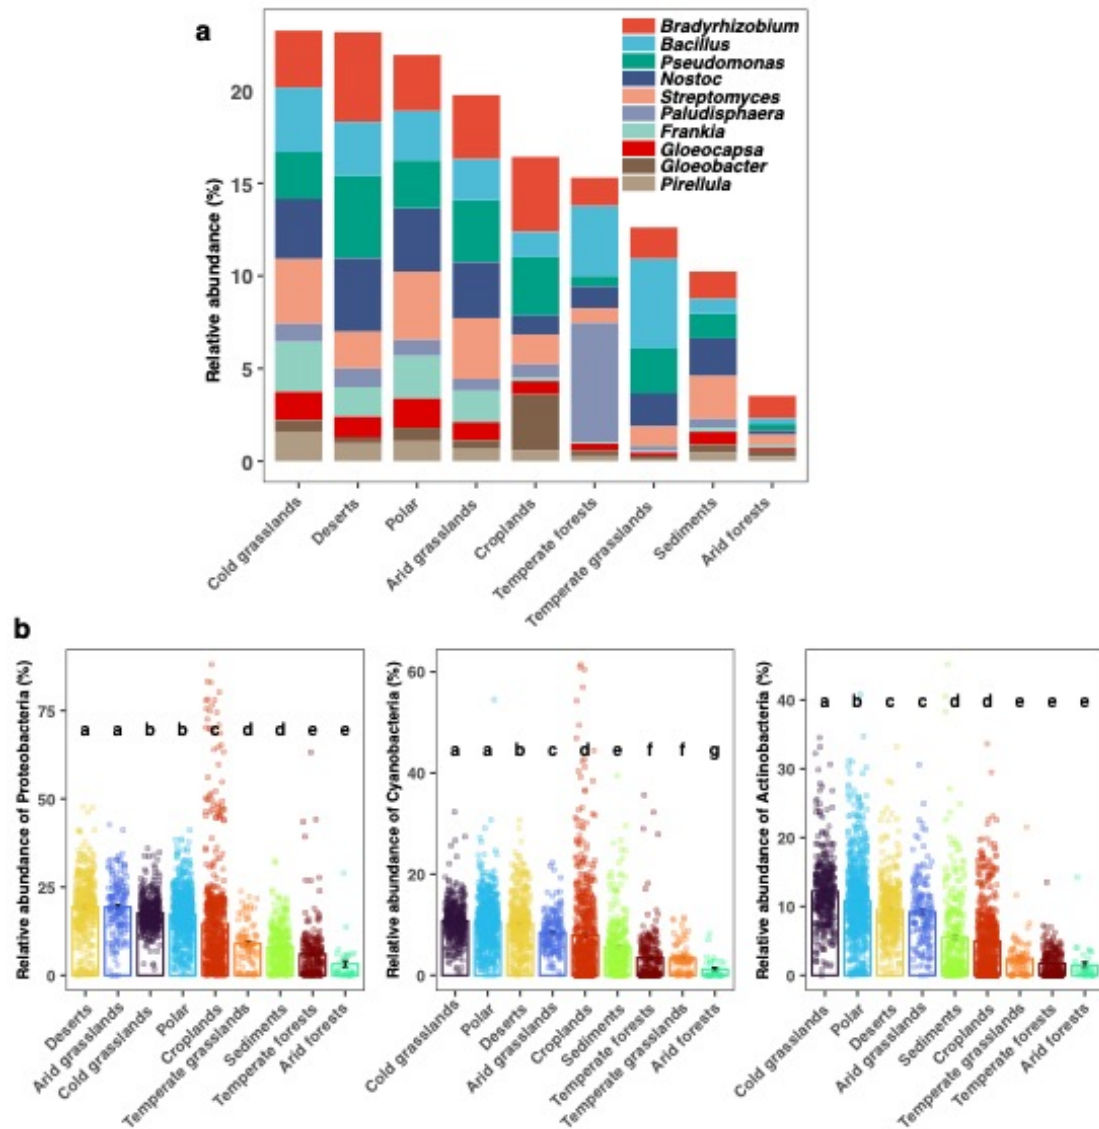 a
Bradyrhizobium
Bacillus
Pseudomonas
Nostoc
Streptomyces
Paludisphaera
Frankia
Gloeocapsa
Gloeobacter
Pirellula
Relative abundance (%)
20
15
10
5
0
Cold grasslands
Deserts
Polar
Arid grasslands
Croplands
Temperate forests
Temperate grasslands
Sediments
Arid forests
b
Relative abundance of Proteobacteria (%)
75
50
25
0
a a b b c d d e e
Deserts
Arid grasslands
Cold grasslands
Polar
Croplands
Temperate grasslands
Sediments
Temperate forests
Arid forests
Relative abundance of Cyanobacteria (%)
60
40
20
0
a a b c d e f f g
Cold grasslands
Polar
Deserts
Arid grasslands
Croplands
Sediments
Temperate forests
Temperate grasslands
Arid forests
Relative abundance of Actinobacteria (%)
40
30
20
10
0
a b c c d d e e e
Cold grasslands
Polar
Deserts
Arid grasslands
Sediments
Croplands
Temperate grasslands
Temperate forests
Arid forests